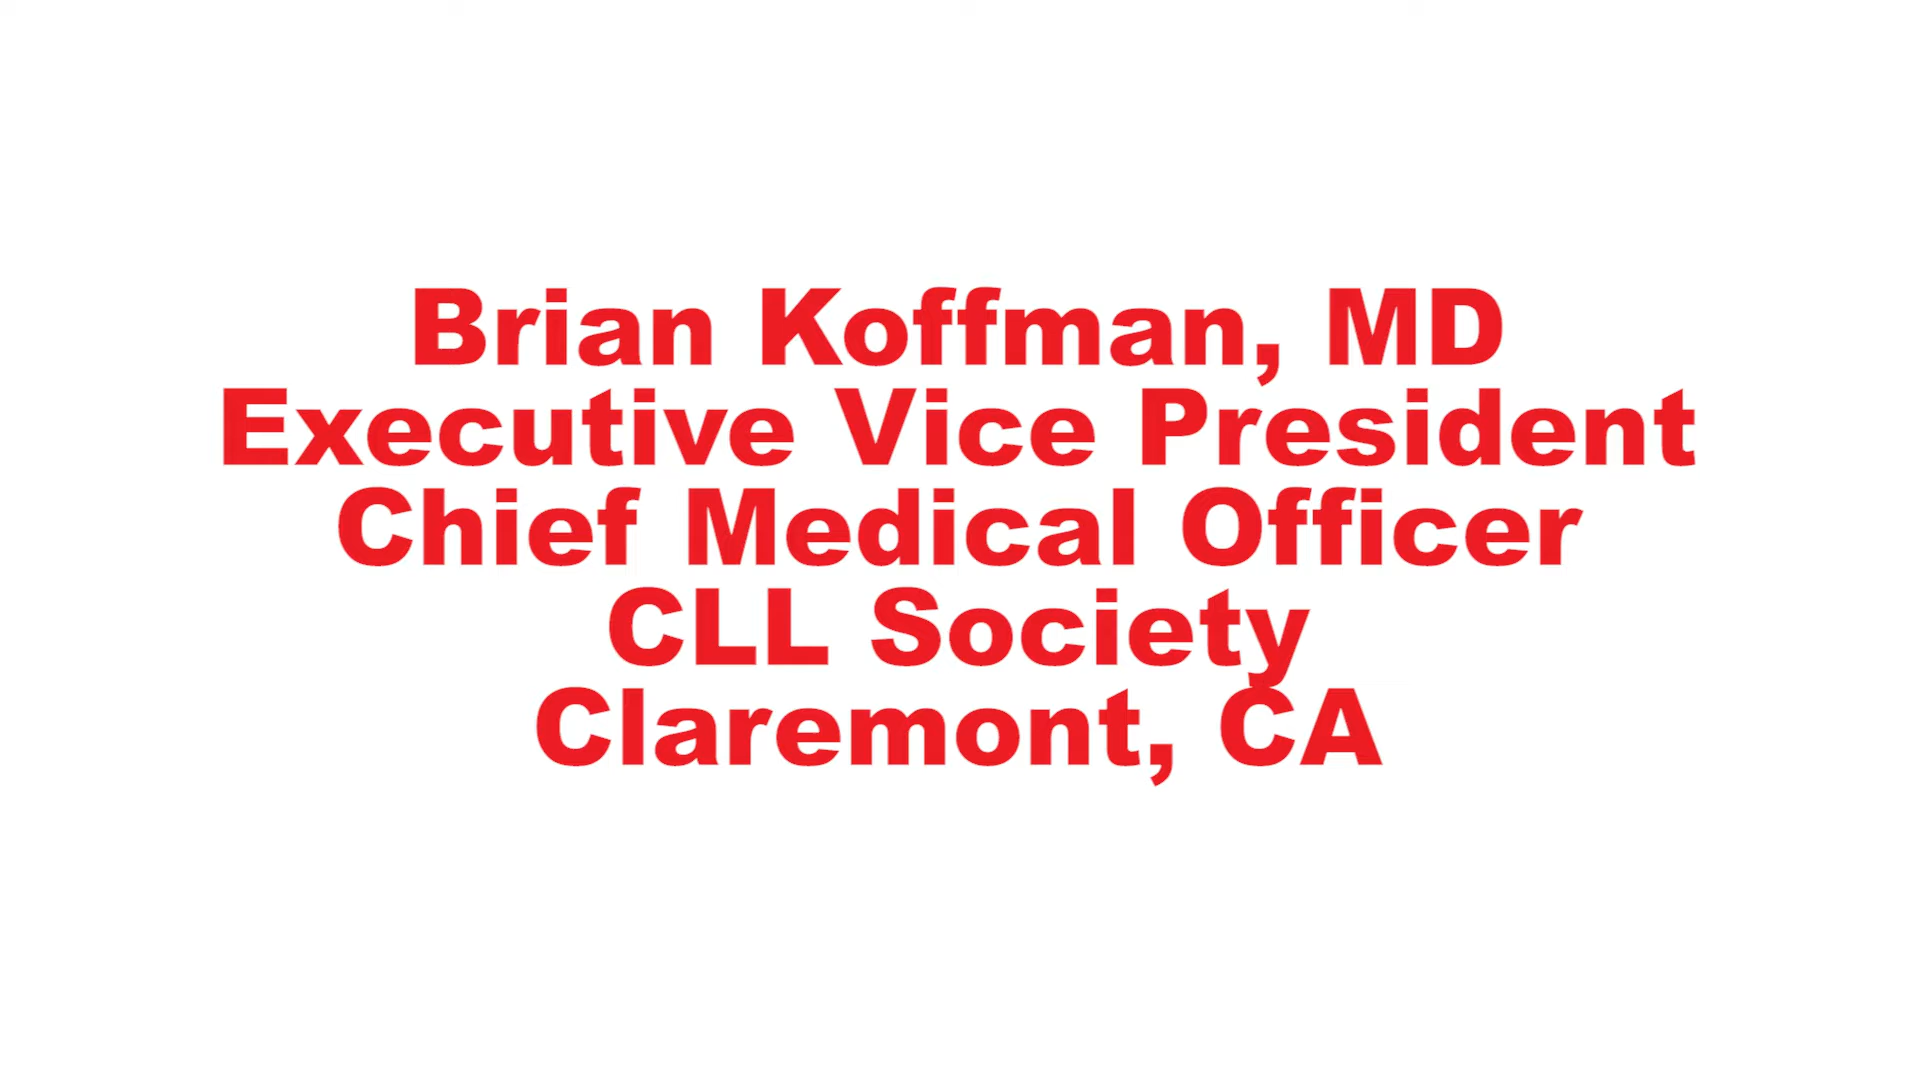 Brian Koffman, MD
Executive Vice President
Chief Medical Officer
CLL Society
Claremont, CA